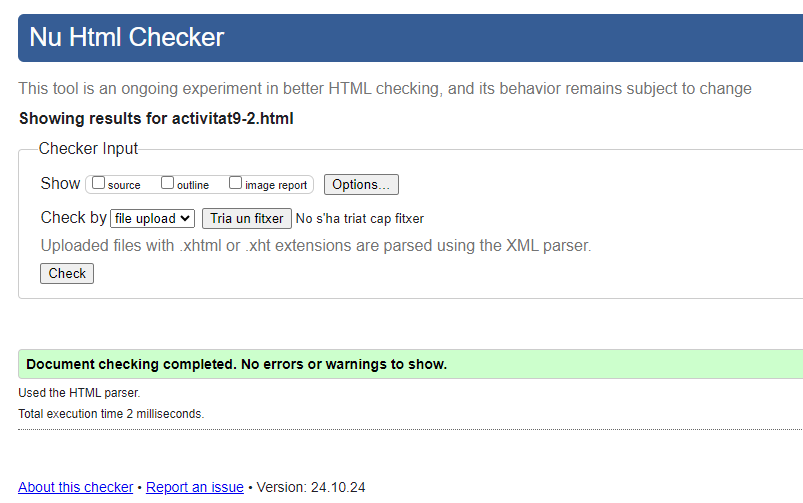 Nu Html Checker
This tool is an ongoing experiment in better HTML checking, and its behavior remains subject to change
Showing results for activitat9-2.html
Checker Input
Show source outline image report Options...
Check by file upload Tria un fitxer No s'ha triat cap fitxer
Uploaded files with .xhtml or .xht extensions are parsed using the XML parser.
Check
Document checking completed. No errors or warnings to show.
Used the HTML parser.
Total execution time 2 milliseconds.
About this checker • Report an issue • Version: 24.10.24